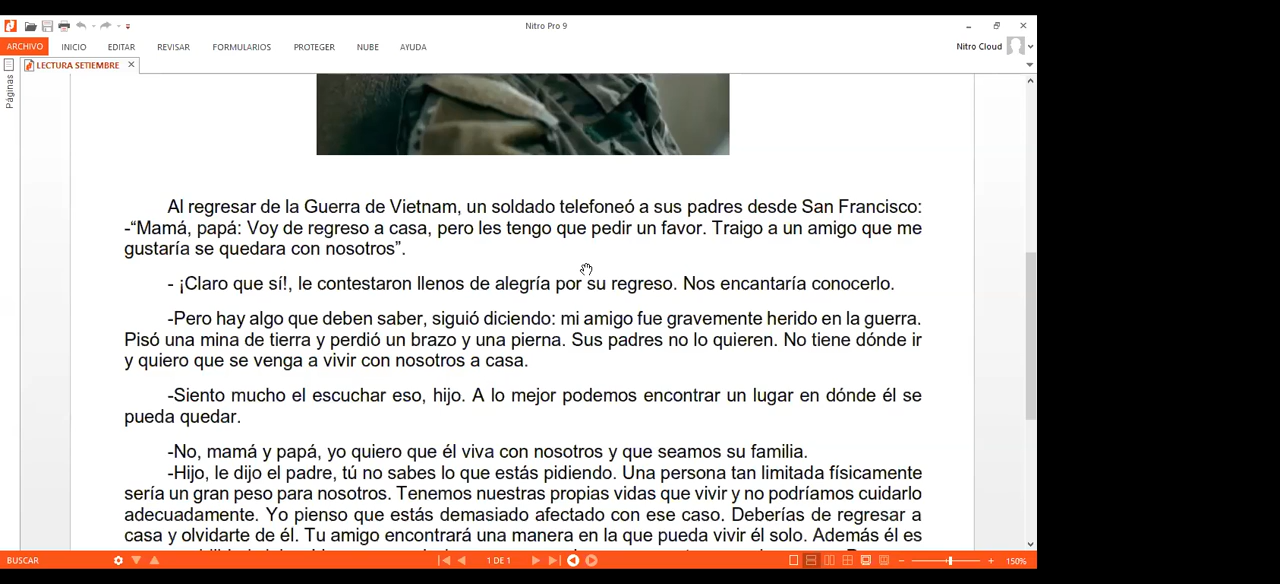 Nitro Pro 9
ARCHIVO INICIO EDITAR REVISAR FORMULARIOS PROTEGER NUBE AYUDA Nitro Cloud
LECTURA SETIEMBRE
Páginas
Al regresar de la Guerra de Vietnam, un soldado telefoneó a sus padres desde San Francisco:
-“Mamá, papá: Voy de regreso a casa, pero les tengo que pedir un favor. Traigo a un amigo que me
gustaría se quedara con nosotros”.
- ¡Claro que sí!, le contestaron llenos de alegría por su regreso. Nos encantaría conocerlo.
-Pero hay algo que deben saber, siguió diciendo: mi amigo fue gravemente herido en la guerra.
Pisó una mina de tierra y perdió un brazo y una pierna. Sus padres no lo quieren. No tiene dónde ir
y quiero que se venga a vivir con nosotros a casa.
-Siento mucho el escuchar eso, hijo. A lo mejor podemos encontrar un lugar en dónde él se
pueda quedar.
-No, mamá y papá, yo quiero que él viva con nosotros y que seamos su familia.
-Hijo, le dijo el padre, tú no sabes lo que estás pidiendo. Una persona tan limitada físicamente
sería un gran peso para nosotros. Tenemos nuestras propias vidas que vivir y no podríamos cuidarlo
adecuadamente. Yo pienso que estás demasiado afectado con ese caso. Deberías de regresar a
casa y olvidarte de él. Tu amigo encontrará una manera en la que pueda vivir él solo. Además él es
BUSCAR 1 DE 1 150%